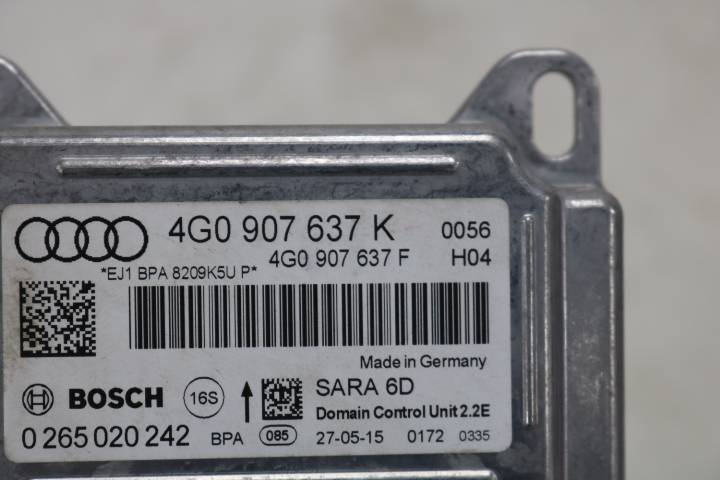 4G0 907 637 K 0056
4G0 907 637 F H04
*EJ1 BPA 8209K5U P*
Made in Germany
BOSCH 16S SARA 6D
Domain Control Unit 2.2E
0 265 020 242 BPA 085 27-05-15 0172 0335